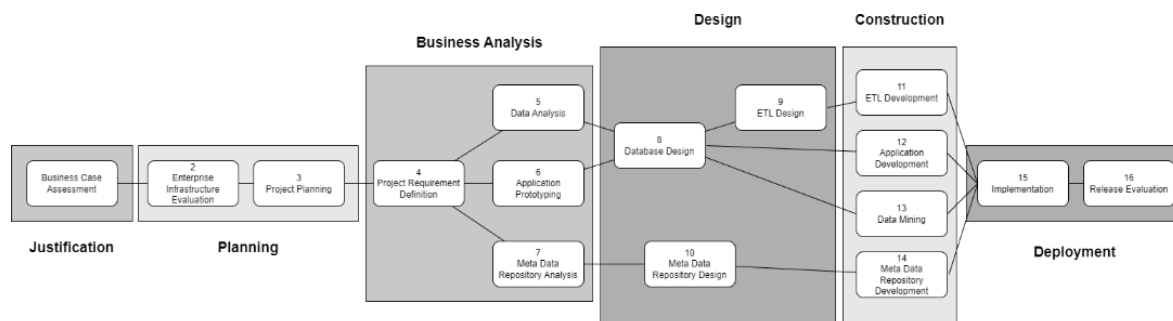 Design
Construction
Business Analysis
Justification
Planning
Deployment
Business Case
Assessment
2
Enterprise
Infrastructure
Evaluation
3
Project Planning
4
Project Requirement
Definition
5
Data Analysis
6
Application
Prototyping
7
Meta Data
Repository Analysis
8
Database Design
9
ETL Design
10
Meta Data
Repository Design
11
ETL Development
12
Application
Development
13
Data Mining
14
Meta Data
Repository
Development
15
Implementation
16
Release Evaluation